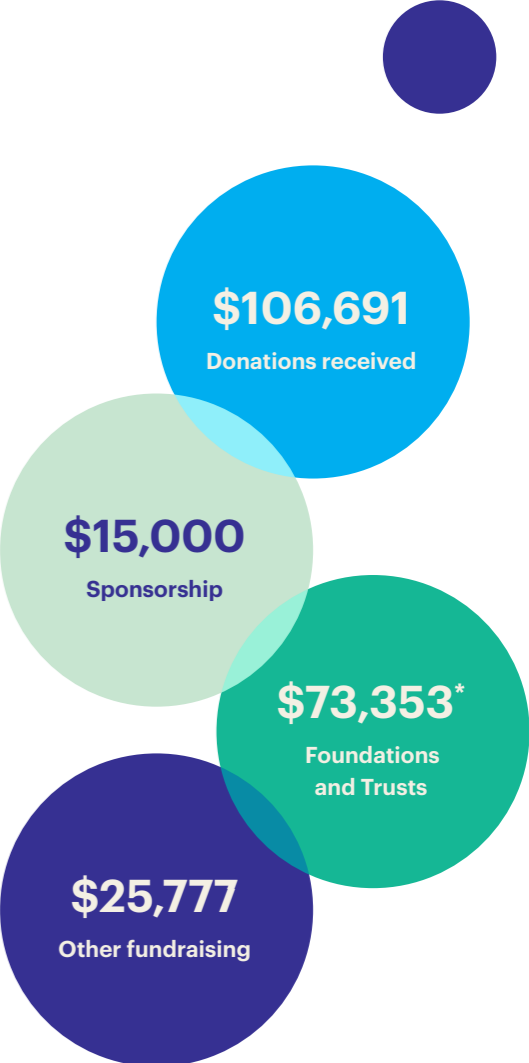 $106,691
Donations received
$15,000
Sponsorship
$73,353*
Foundations
and Trusts
$25,777
Other fundraising